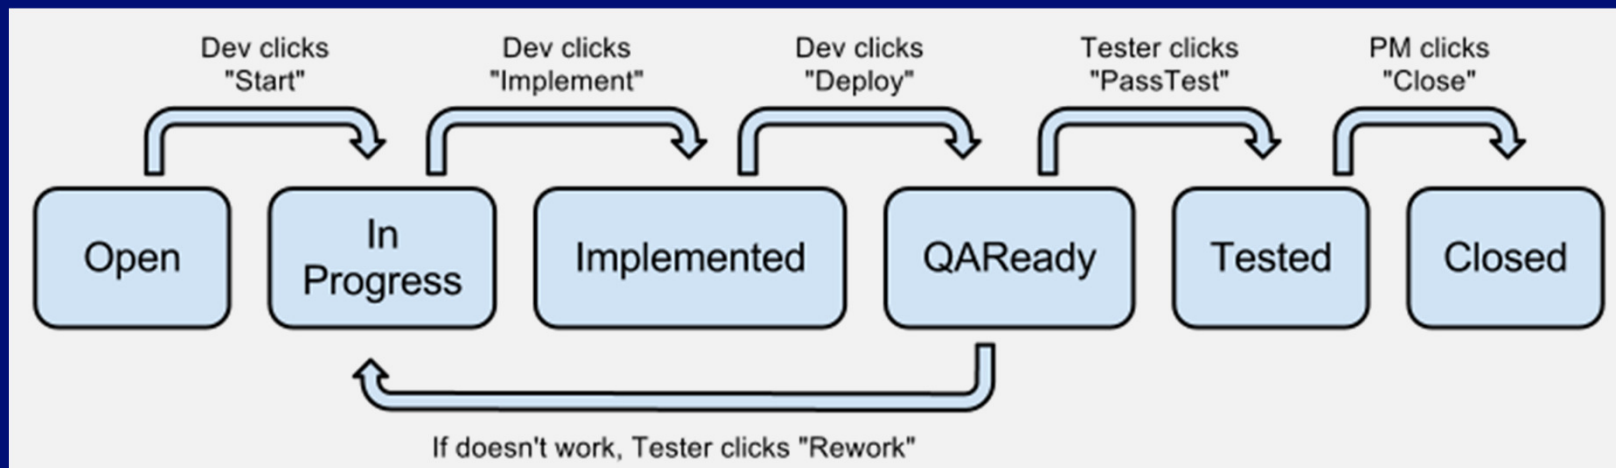 Dev clicks
"Start"
Dev clicks
"Implement"
Dev clicks
"Deploy"
Tester clicks
"PassTest"
PM clicks
"Close"
Open
In
Progress
Implemented
QAReady
Tested
Closed
If doesn't work, Tester clicks "Rework"